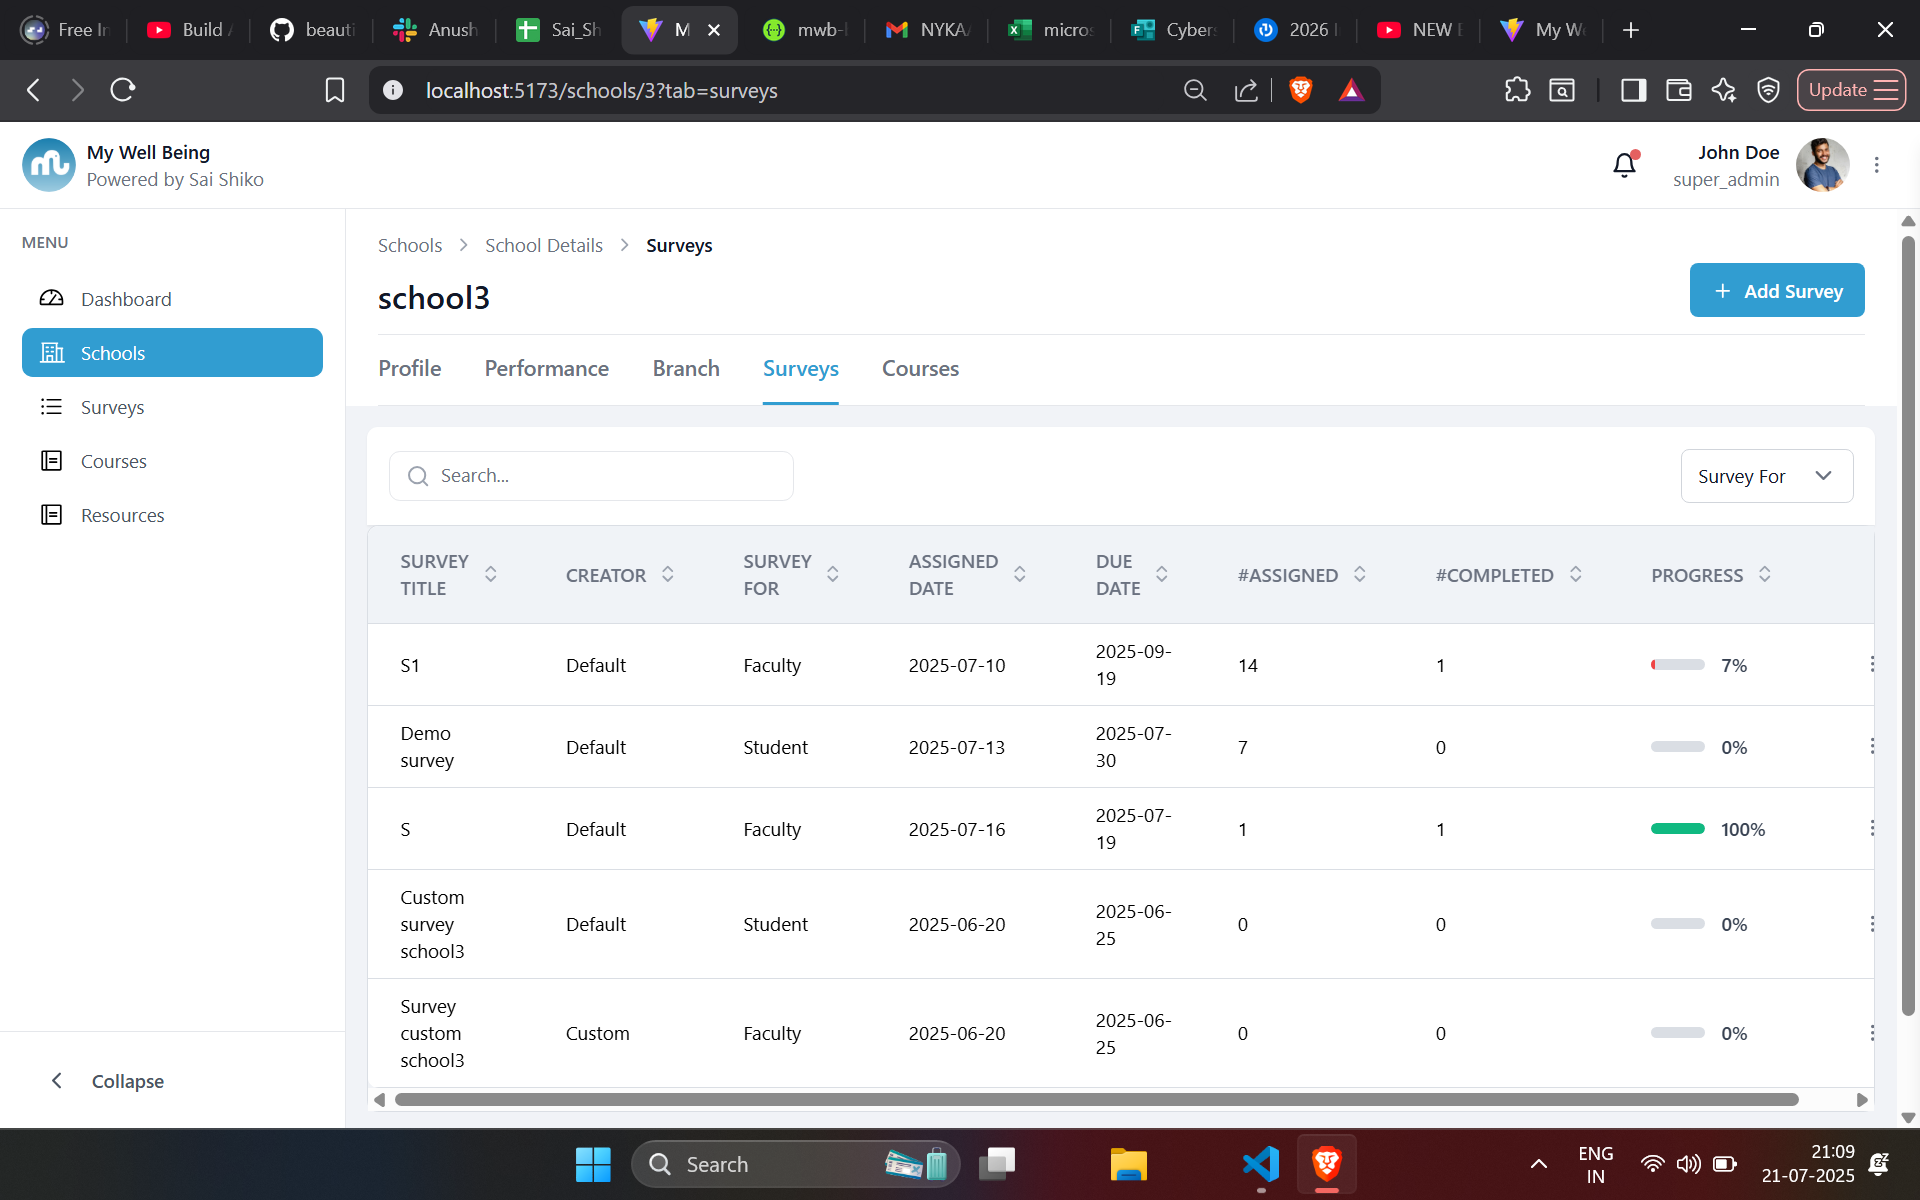 Free In
Build A
beauti
Anush
Sai_Sh
M
mwb-
NYKA
micros
Cybers
2026 I
NEW E
My We
localhost:5173/schools/3?tab=surveys
Update
My Well Being
Powered by Sai Shiko
John Doe
super_admin
MENU
Dashboard
Schools
Surveys
Courses
Resources
Collapse
Schools > School Details > Surveys
school3
+ Add Survey
Profile Performance Branch Surveys Courses
Search...
Survey For
SURVEY TITLE CREATOR SURVEY FOR ASSIGNED DATE DUE DATE #ASSIGNED #COMPLETED PROGRESS
S1 Default Faculty 2025-07-10 2025-09-19 14 1 7%
Demo survey Default Student 2025-07-13 2025-07-30 7 0 0%
S Default Faculty 2025-07-16 2025-07-19 1 1 100%
Custom survey school3 Default Student 2025-06-20 2025-06-25 0 0 0%
Survey custom school3 Custom Faculty 2025-06-20 2025-06-25 0 0 0%
Search
ENG
IN
21:09
21-07-2025